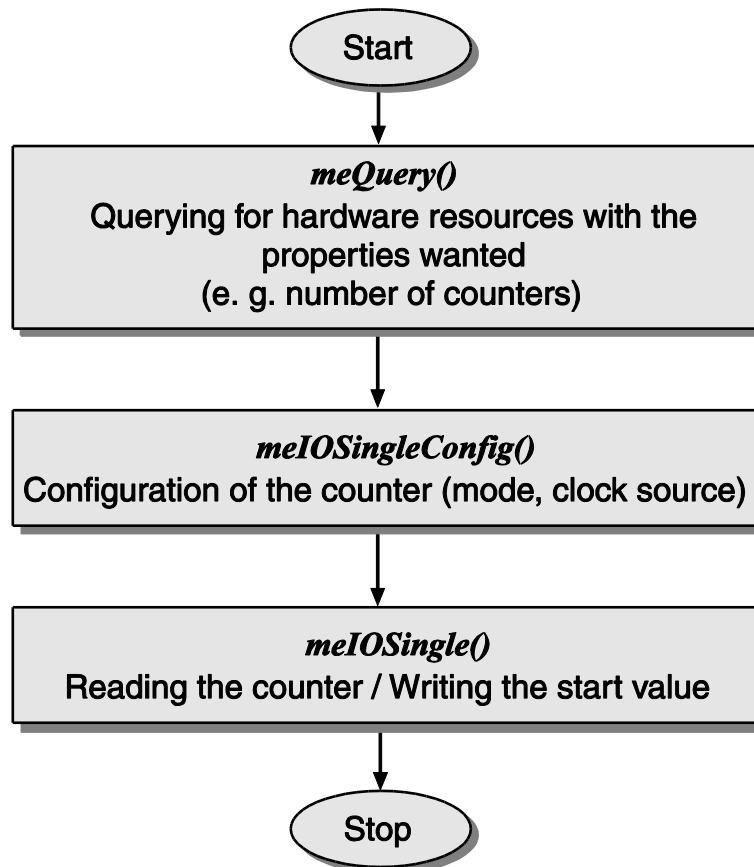 Start
meQuery()
Querying for hardware resources with the
properties wanted
(e. g. number of counters)
meIOSingleConfig()
Configuration of the counter (mode, clock source)
meIOSingle()
Reading the counter / Writing the start value
Stop